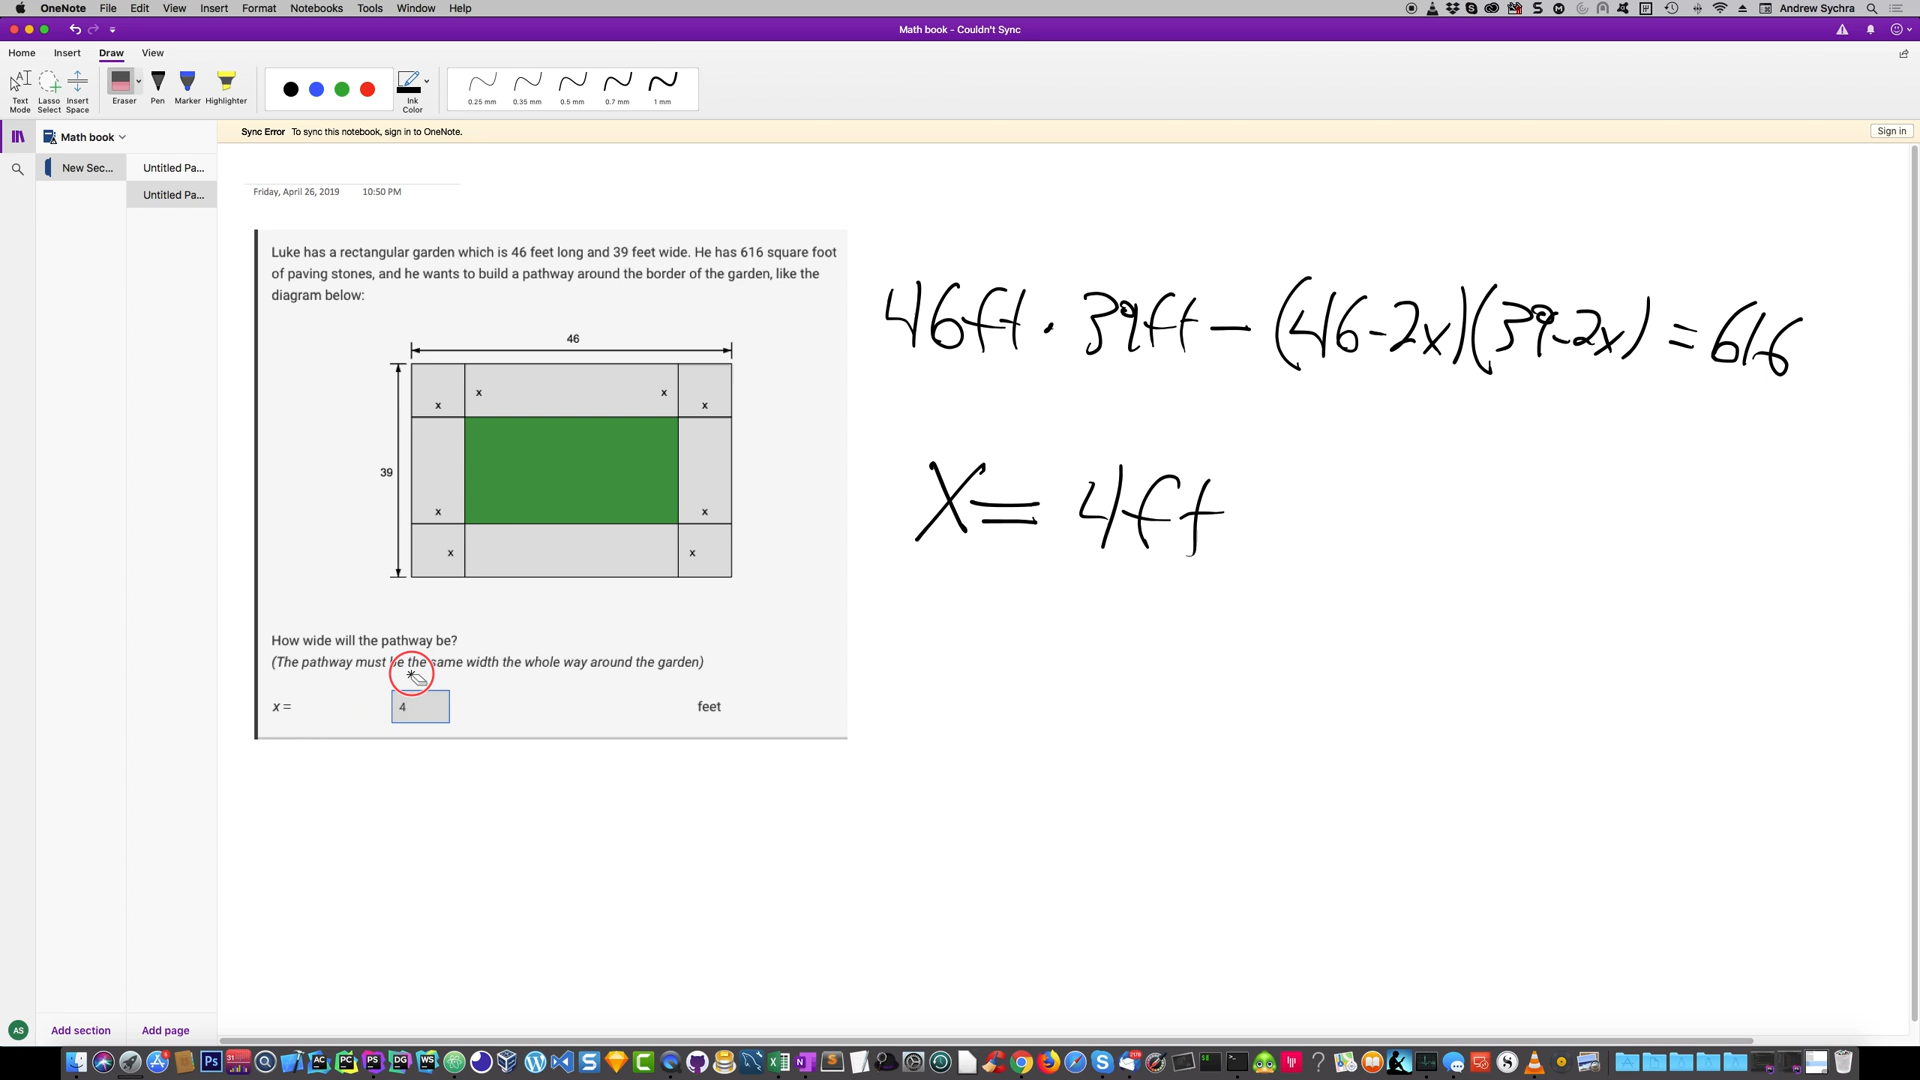 OneNote File Edit View Insert Format Notebooks Tools Window Help
Andrew Sychra
Math book - Couldn't Sync
Home Insert Draw View
Text Mode
Lasso Select
Insert Space
Eraser
Pen
Marker
Highlighter
Ink Color
0.25 mm 0.35 mm 0.5 mm 0.7 mm 1 mm
Math book
Sync Error To sync this notebook, sign in to OneNote.
Sign in
New Sec...
Untitled Pa...
Untitled Pa...
Friday, April 26, 2019 10:50 PM
Luke has a rectangular garden which is 46 feet long and 39 feet wide. He has 616 square foot
of paving stones, and he wants to build a pathway around the border of the garden, like the
diagram below:
46
x x
x x
39
x x
x x
46ft · 39ft - (46-2x)(39-2x) = 616
X = 4ft
How wide will the pathway be?
(The pathway must be the same width the whole way around the garden)
x = 4 feet
AS
Add section
Add page